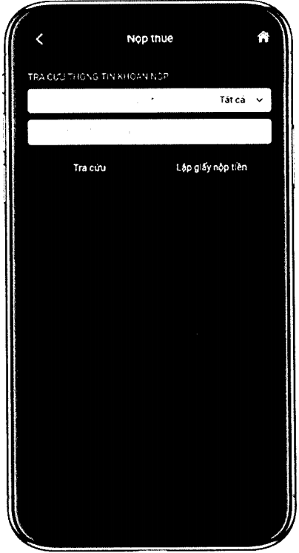 Nộp thuế
TRA CỨU THÔNG TIN KHOẢN NỘP
Tất cả
Tra cứu
Lập giấy nộp tiền